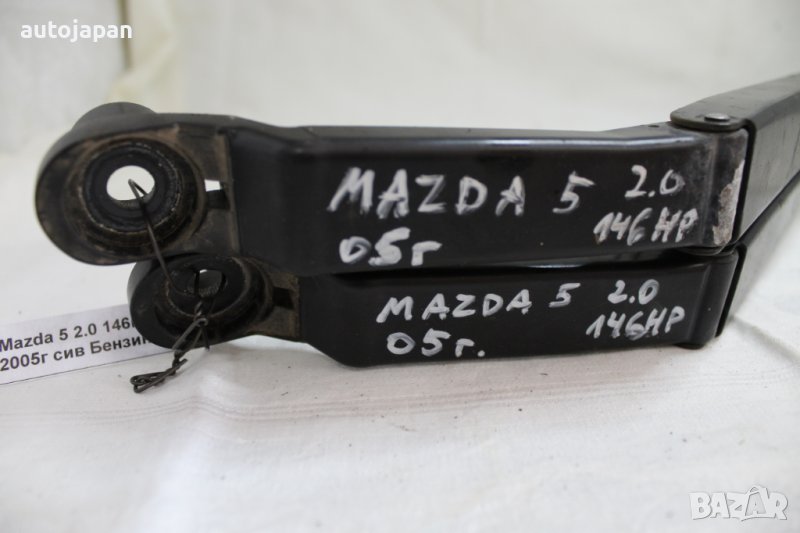 autojapan
MAZDA 5 2.0
05г 146HP
MAZDA 5 2.0
05г. 146HP
Mazda 5 2.0 146
2005г сив Бензин
BAZAR